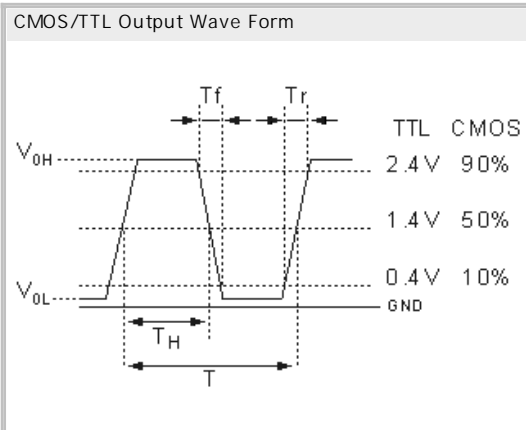 CMOS/TTL Output Wave Form
Tf Tr
TTL CMOS
V0H 2.4V 90%
1.4V 50%
0.4V 10%
V0L GND
TH
T